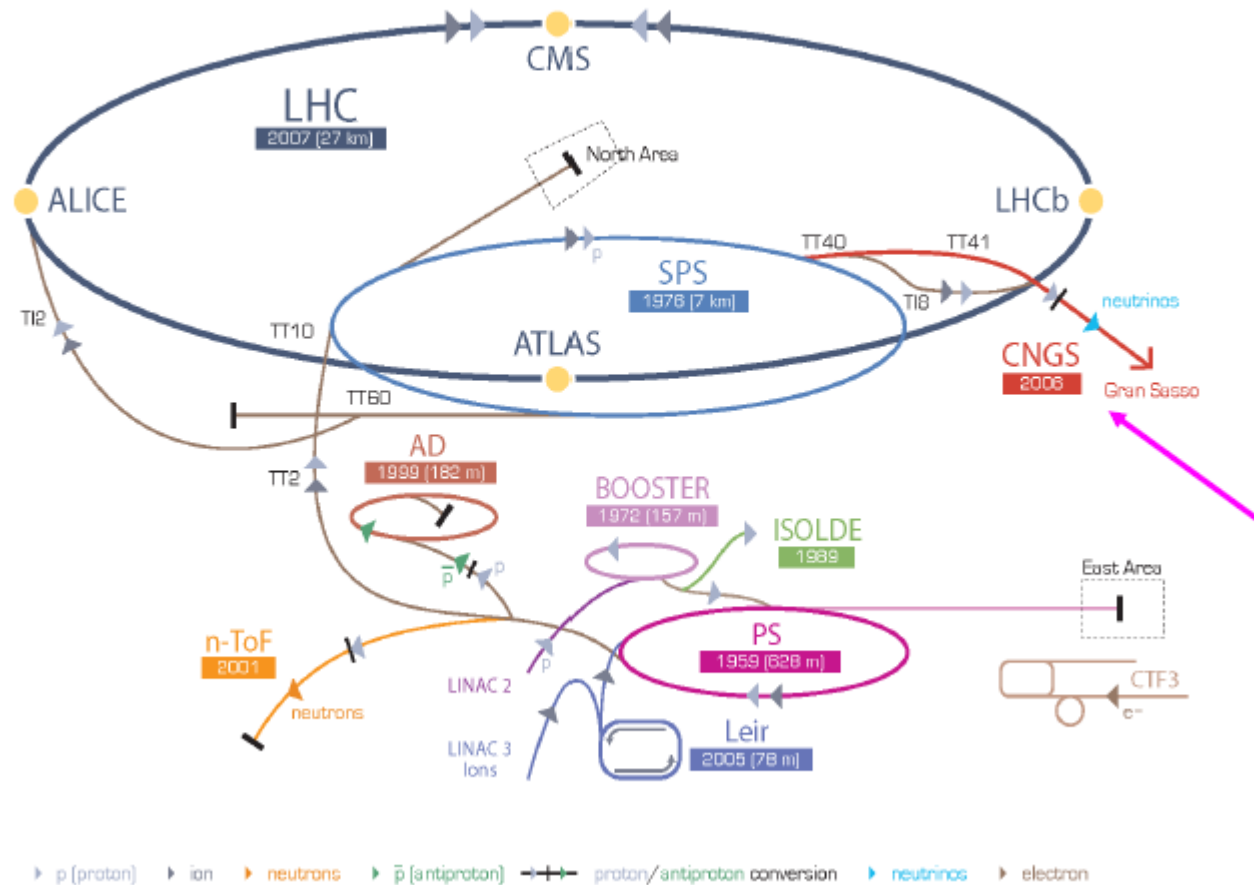 CMS
LHC
2007 (27 km)
North Area
ALICE
LHCb
p
TT40
TT41
SPS
1976 (7 km)
TI8
neutrinos
TI2
TT10
ATLAS
CNGS
2006
Gran Sasso
TT60
AD
1999 (182 m)
TT2
BOOSTER
1972 (157 m)
ISOLDE
1989
East Area
p̅
p
n-ToF
2001
PS
1959 (628 m)
p
LINAC 2
neutrons
CTF3
e-
LINAC 3
Ions
Leir
2005 (78 m)
p (proton) ion neutrons p̅ (antiproton) proton/antiproton conversion neutrinos electron